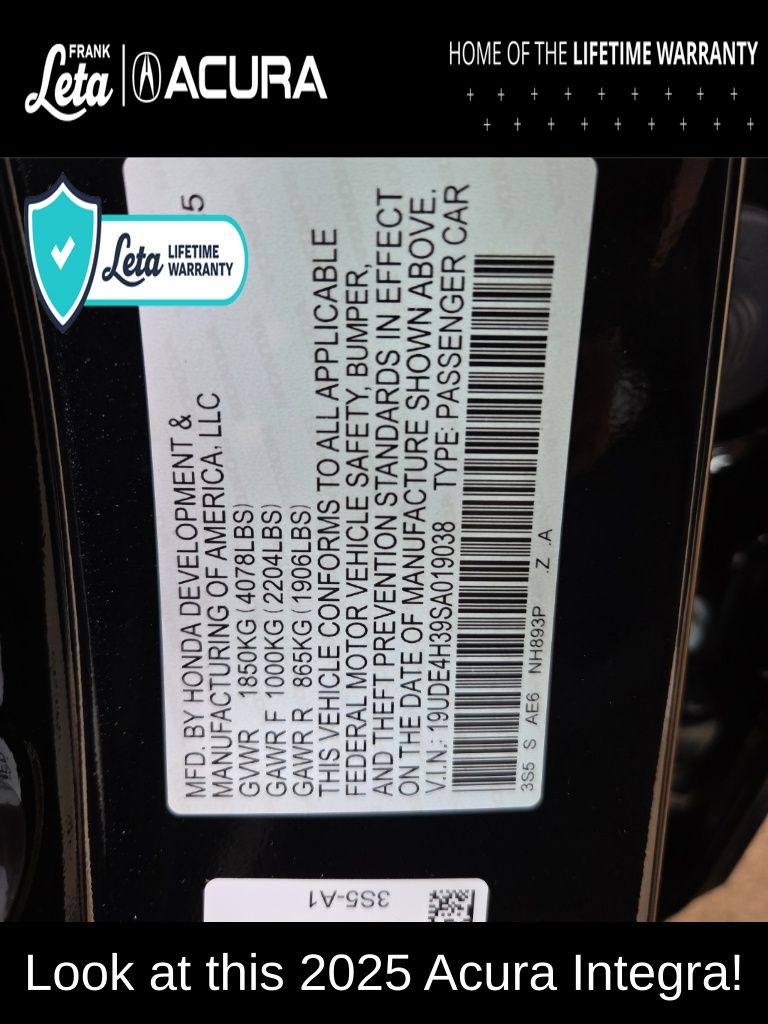 FRANK
Leta
ACURA
HOME OF THE LIFETIME WARRANTY
Leta
LIFETIME
WARRANTY
5
MFD. BY HONDA DEVELOPMENT &
MANUFACTURING OF AMERICA, LLC
GVWR 1850KG ( 4078LBS)
GAWR F 1000KG ( 2204LBS)
GAWR R 865KG ( 1906LBS)
THIS VEHICLE CONFORMS TO ALL APPLICABLE
FEDERAL MOTOR VEHICLE SAFETY, BUMPER,
AND THEFT PREVENTION STANDARDS IN EFFECT
ON THE DATE OF MANUFACTURE SHOWN ABOVE.
V.I.N.: 19UDE4H39SA019038 TYPE: PASSENGER CAR
3S5 S AE6 NH893P .Z .A
3S5-A1
Look at this 2025 Acura Integra!